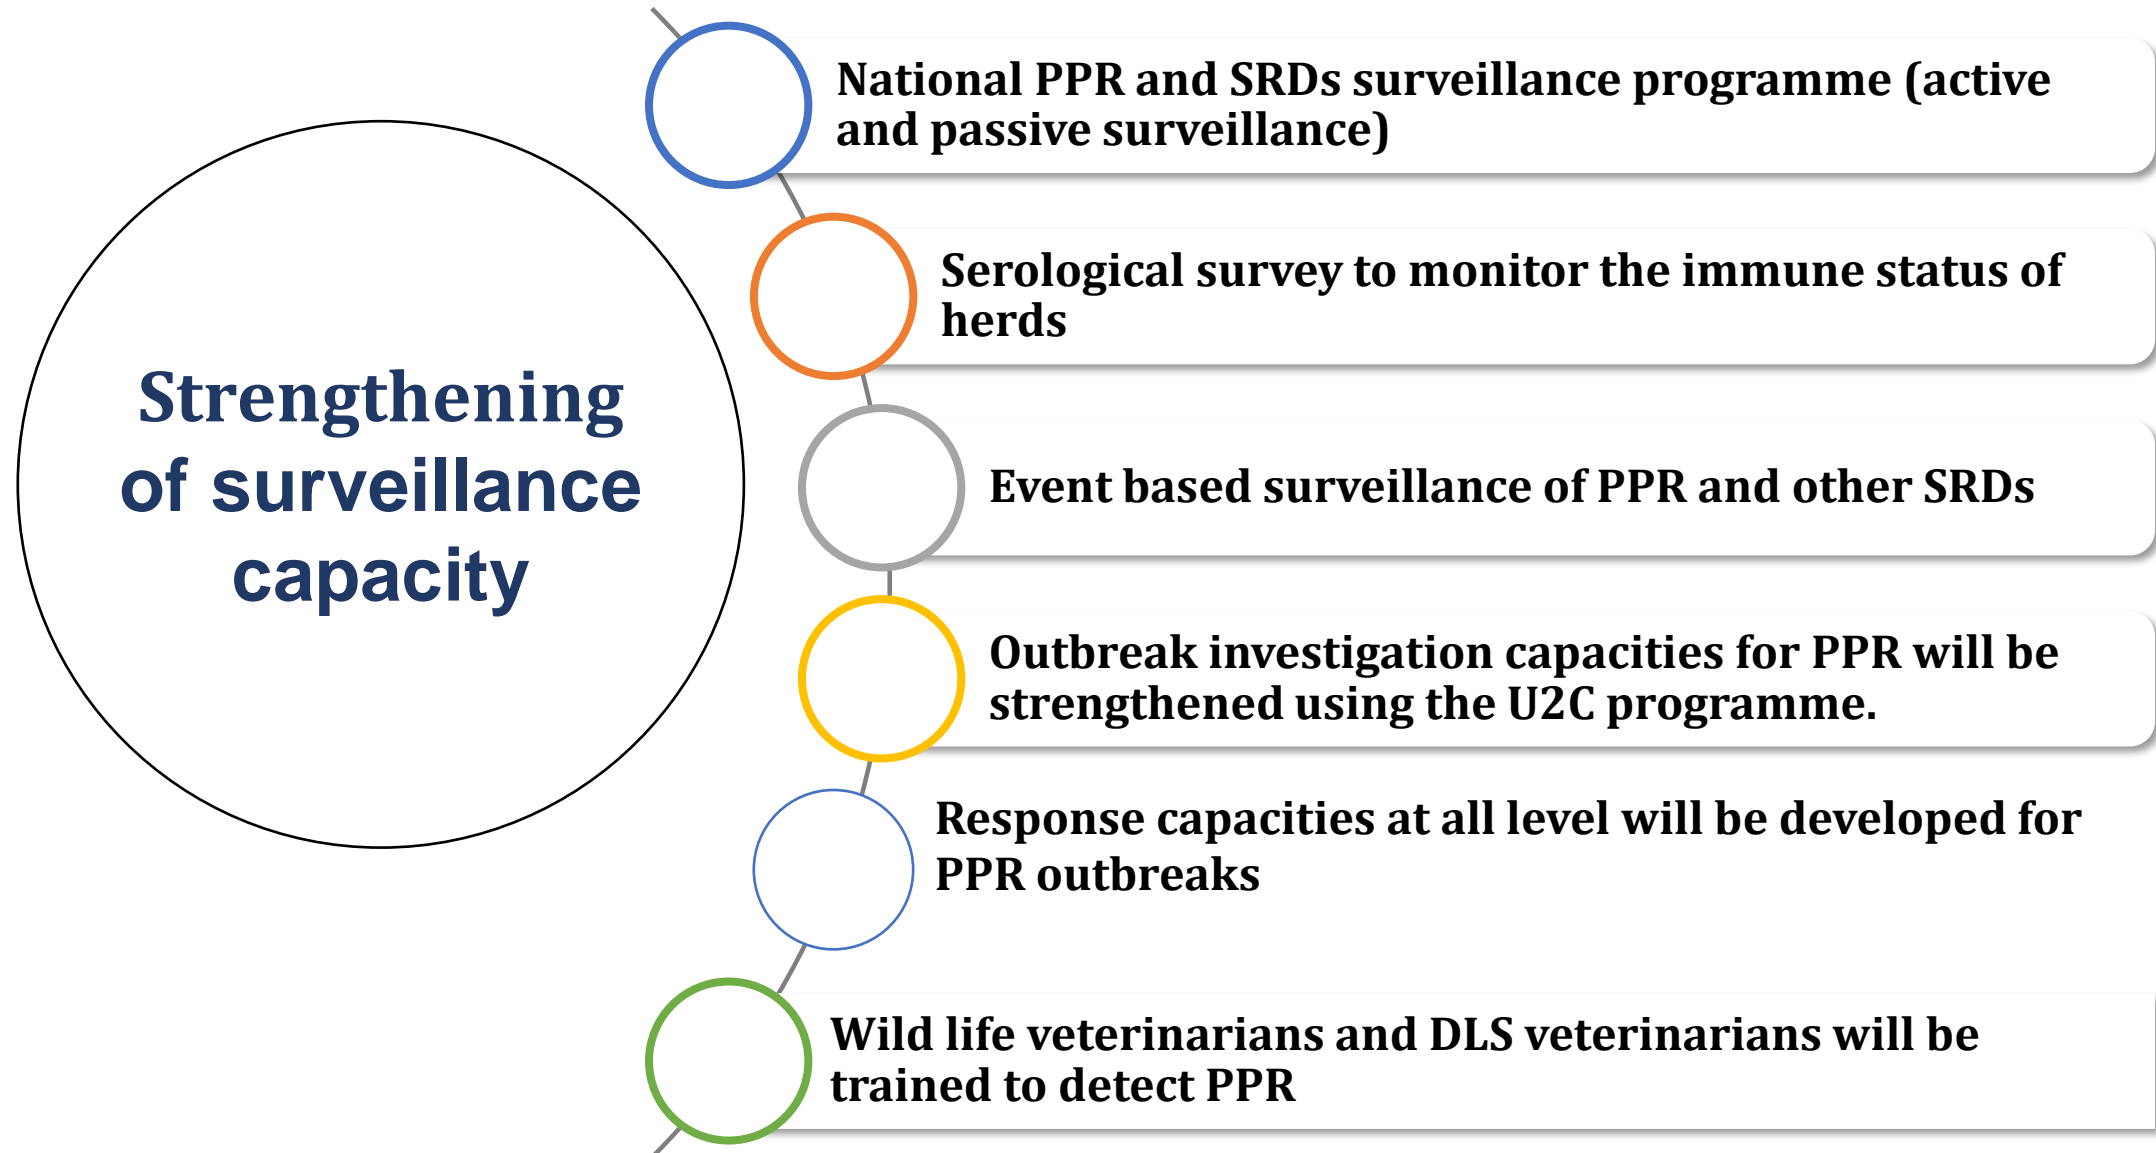 Strengthening
of surveillance
capacity
National PPR and SRDs surveillance programme (active
and passive surveillance)
Serological survey to monitor the immune status of
herds
Event based surveillance of PPR and other SRDs
Outbreak investigation capacities for PPR will be
strengthened using the U2C programme.
Response capacities at all level will be developed for
PPR outbreaks
Wild life veterinarians and DLS veterinarians will be
trained to detect PPR